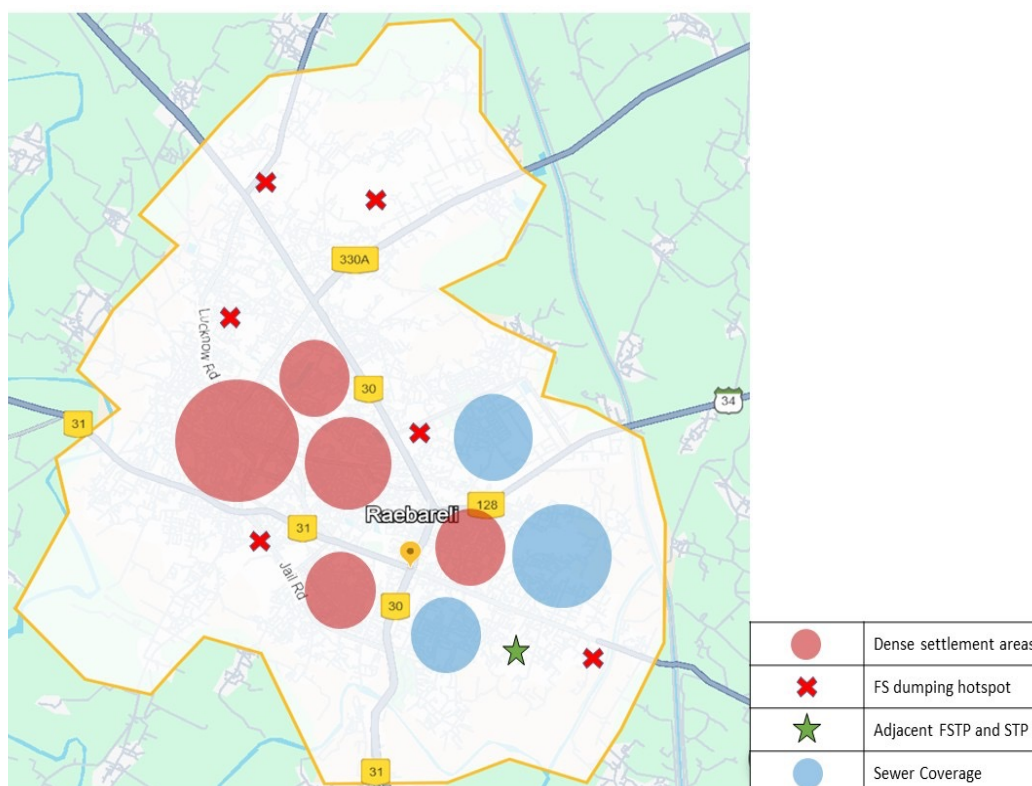 330A
Lucknow Rd
30
34
31
128
Raebareli
31
Jail Rd
30
31
Dense settlement areas
FS dumping hotspot
Adjacent FSTP and STP
Sewer Coverage